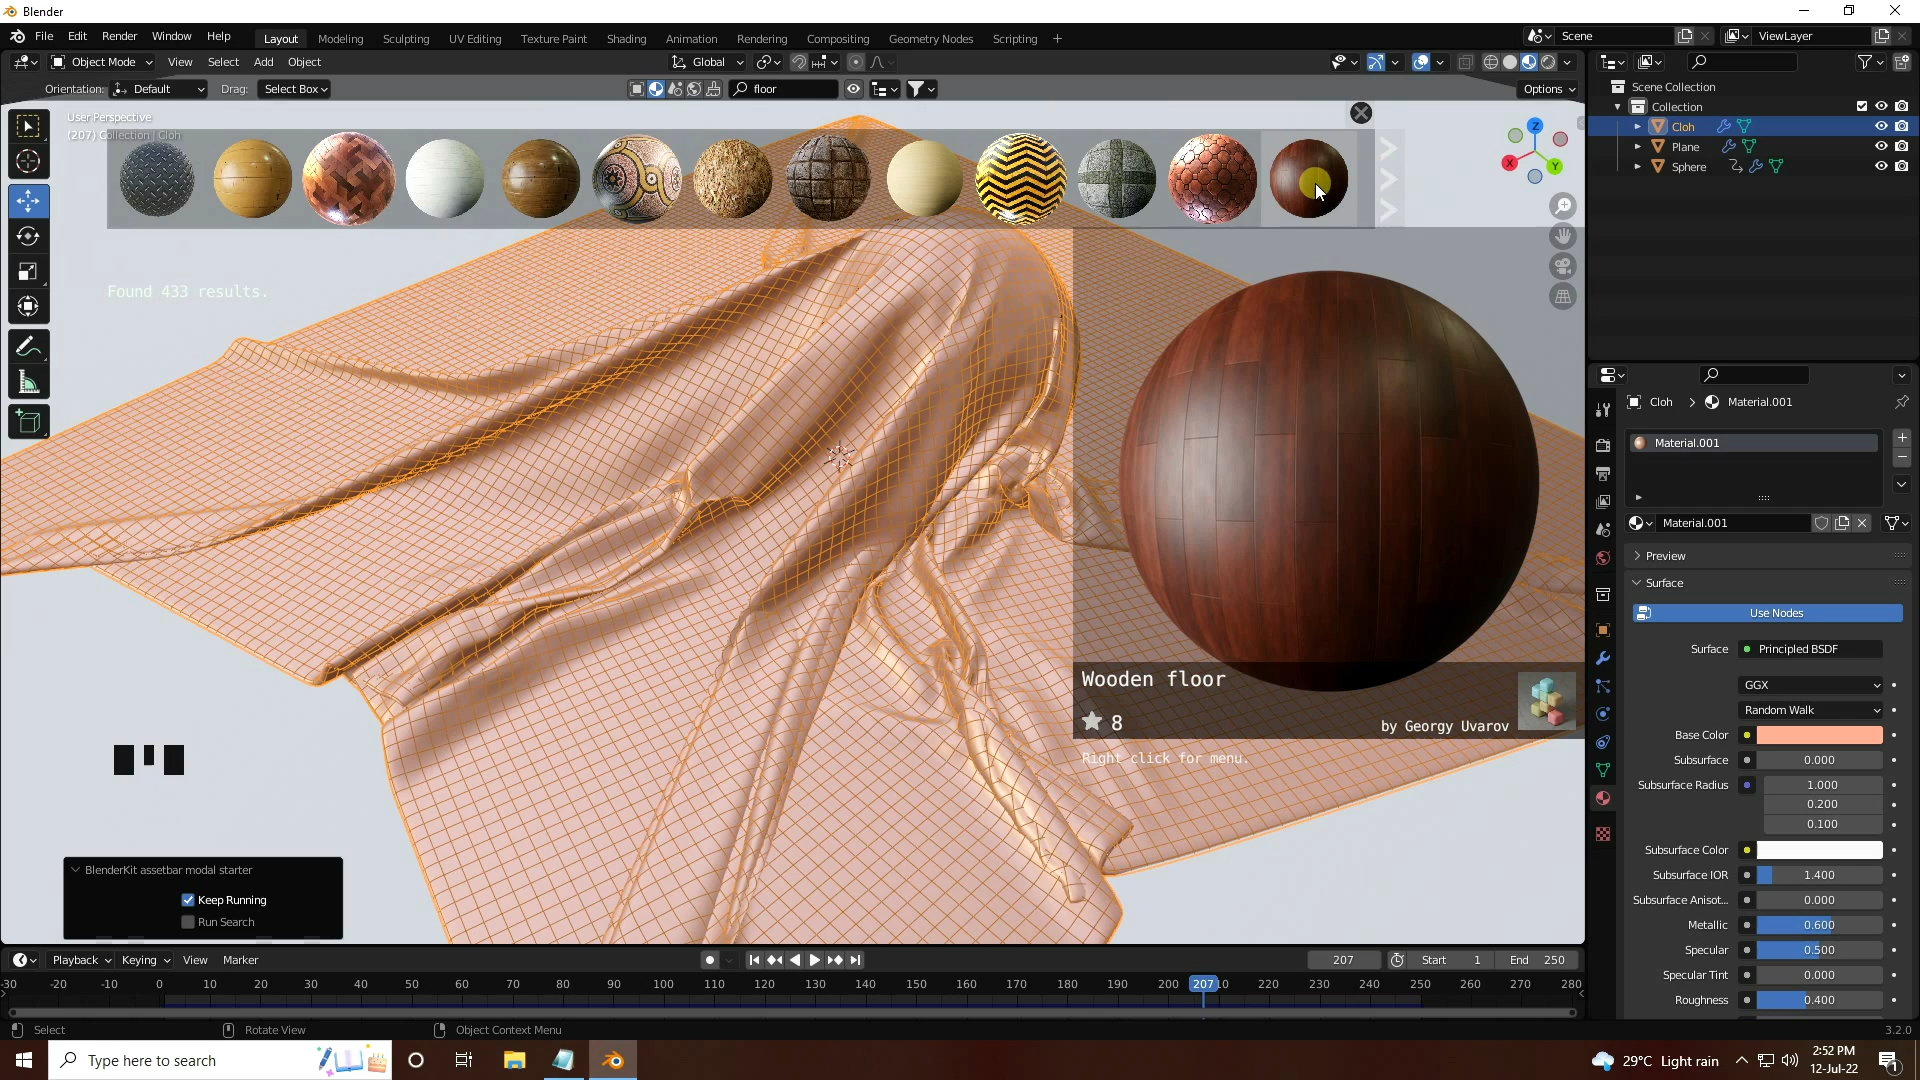 Blender
File Edit Render Window Help Layout Modeling Sculpting UV Editing Texture Paint Shading Animation Rendering Compositing Geometry Nodes Scripting + Scene ViewLayer
Object Mode View Select Add Object Global
Orientation: Default Drag: Select Box floor Options
User Perspective
(207) Collection | Cloh
Found 433 results.
X
Y
Z
Wooden floor
8
by Georgy Uvarov
Right click for menu.
BlenderKit assetbar modal starter
Keep Running
Run Search
Scene Collection
Collection
Cloh
Plane
Sphere
Cloh > Material.001
Material.001
Material.001
Preview
Surface
Use Nodes
Surface Principled BSDF
GGX
Random Walk
Base Color
Subsurface 0.000
Subsurface Radius 1.000
0.200
0.100
Subsurface Color
Subsurface IOR 1.400
Subsurface Anisot... 0.000
Metallic 0.600
Specular 0.500
Specular Tint 0.000
Roughness 0.400
Playback Keying View Marker 207 Start 1 End 250
-30 -20 -10 0 10 20 30 40 50 60 70 80 90 100 110 120 130 140 150 160 170 180 190 200 207 220 230 240 250 260 270 280
Select Rotate View Object Context Menu 3.2.0
Type here to search 29°C Light rain 2:52 PM
12-Jul-22
1